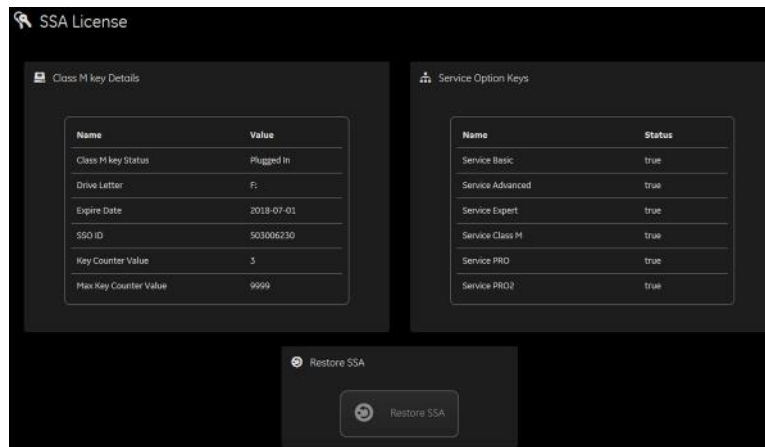 SSA License
Class M key Details
Name Value
Class M key Status Plugged In
Drive Letter F:
Expire Date 2018-07-01
SSO ID 503006230
Key Counter Value 3
Max Key Counter Value 9999
Service Option Keys
Name Status
Service Basic true
Service Advanced true
Service Expert true
Service Class M true
Service PRO true
Service PRO2 true
Restore SSA
Restore SSA